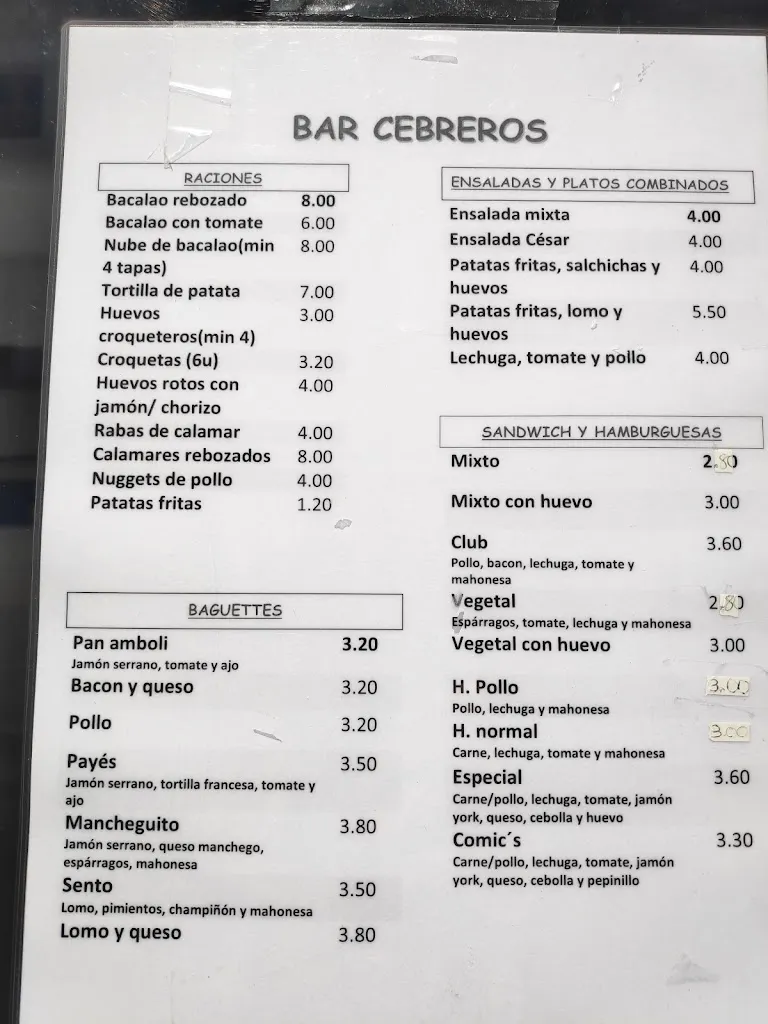 BAR CEBREROS
RACIONES
Bacalao rebozado 8.00
Bacalao con tomate 6.00
Nube de bacalao(min 8.00
4 tapas)
Tortilla de patata 7.00
Huevos 3.00
croqueteros(min 4)
Croquetas (6u) 3.20
Huevos rotos con 4.00
jamón/ chorizo
Rabas de calamar 4.00
Calamares rebozados 8.00
Nuggets de pollo 4.00
Patatas fritas 1.20
BAGUETTES
Pan amboli 3.20
Jamón serrano, tomate y ajo
Bacon y queso 3.20
Pollo 3.20
Payés 3.50
Jamón serrano, tortilla francesa, tomate y
ajo
Mancheguito 3.80
Jamón serrano, queso manchego,
espárragos, mahonesa
Sento 3.50
Lomo, pimientos, champiñón y mahonesa
Lomo y queso 3.80
ENSALADAS Y PLATOS COMBINADOS
Ensalada mixta 4.00
Ensalada César 4.00
Patatas fritas, salchichas y 4.00
huevos
Patatas fritas, lomo y 5.50
huevos
Lechuga, tomate y pollo 4.00
SANDWICH Y HAMBURGUESAS
Mixto 2.80
Mixto con huevo 3.00
Club 3.60
Pollo, bacon, lechuga, tomate y
mahonesa
Vegetal 2.80
Espárragos, tomate, lechuga y mahonesa
Vegetal con huevo 3.00
H. Pollo 3.00
Pollo, lechuga y mahonesa
H. normal 3.00
Carne, lechuga, tomate y mahonesa
Especial 3.60
Carne/pollo, lechuga, tomate, jamón
york, queso, cebolla y huevo
Comic´s 3.30
Carne/pollo, lechuga, tomate, jamón
york, queso, cebolla y pepinillo